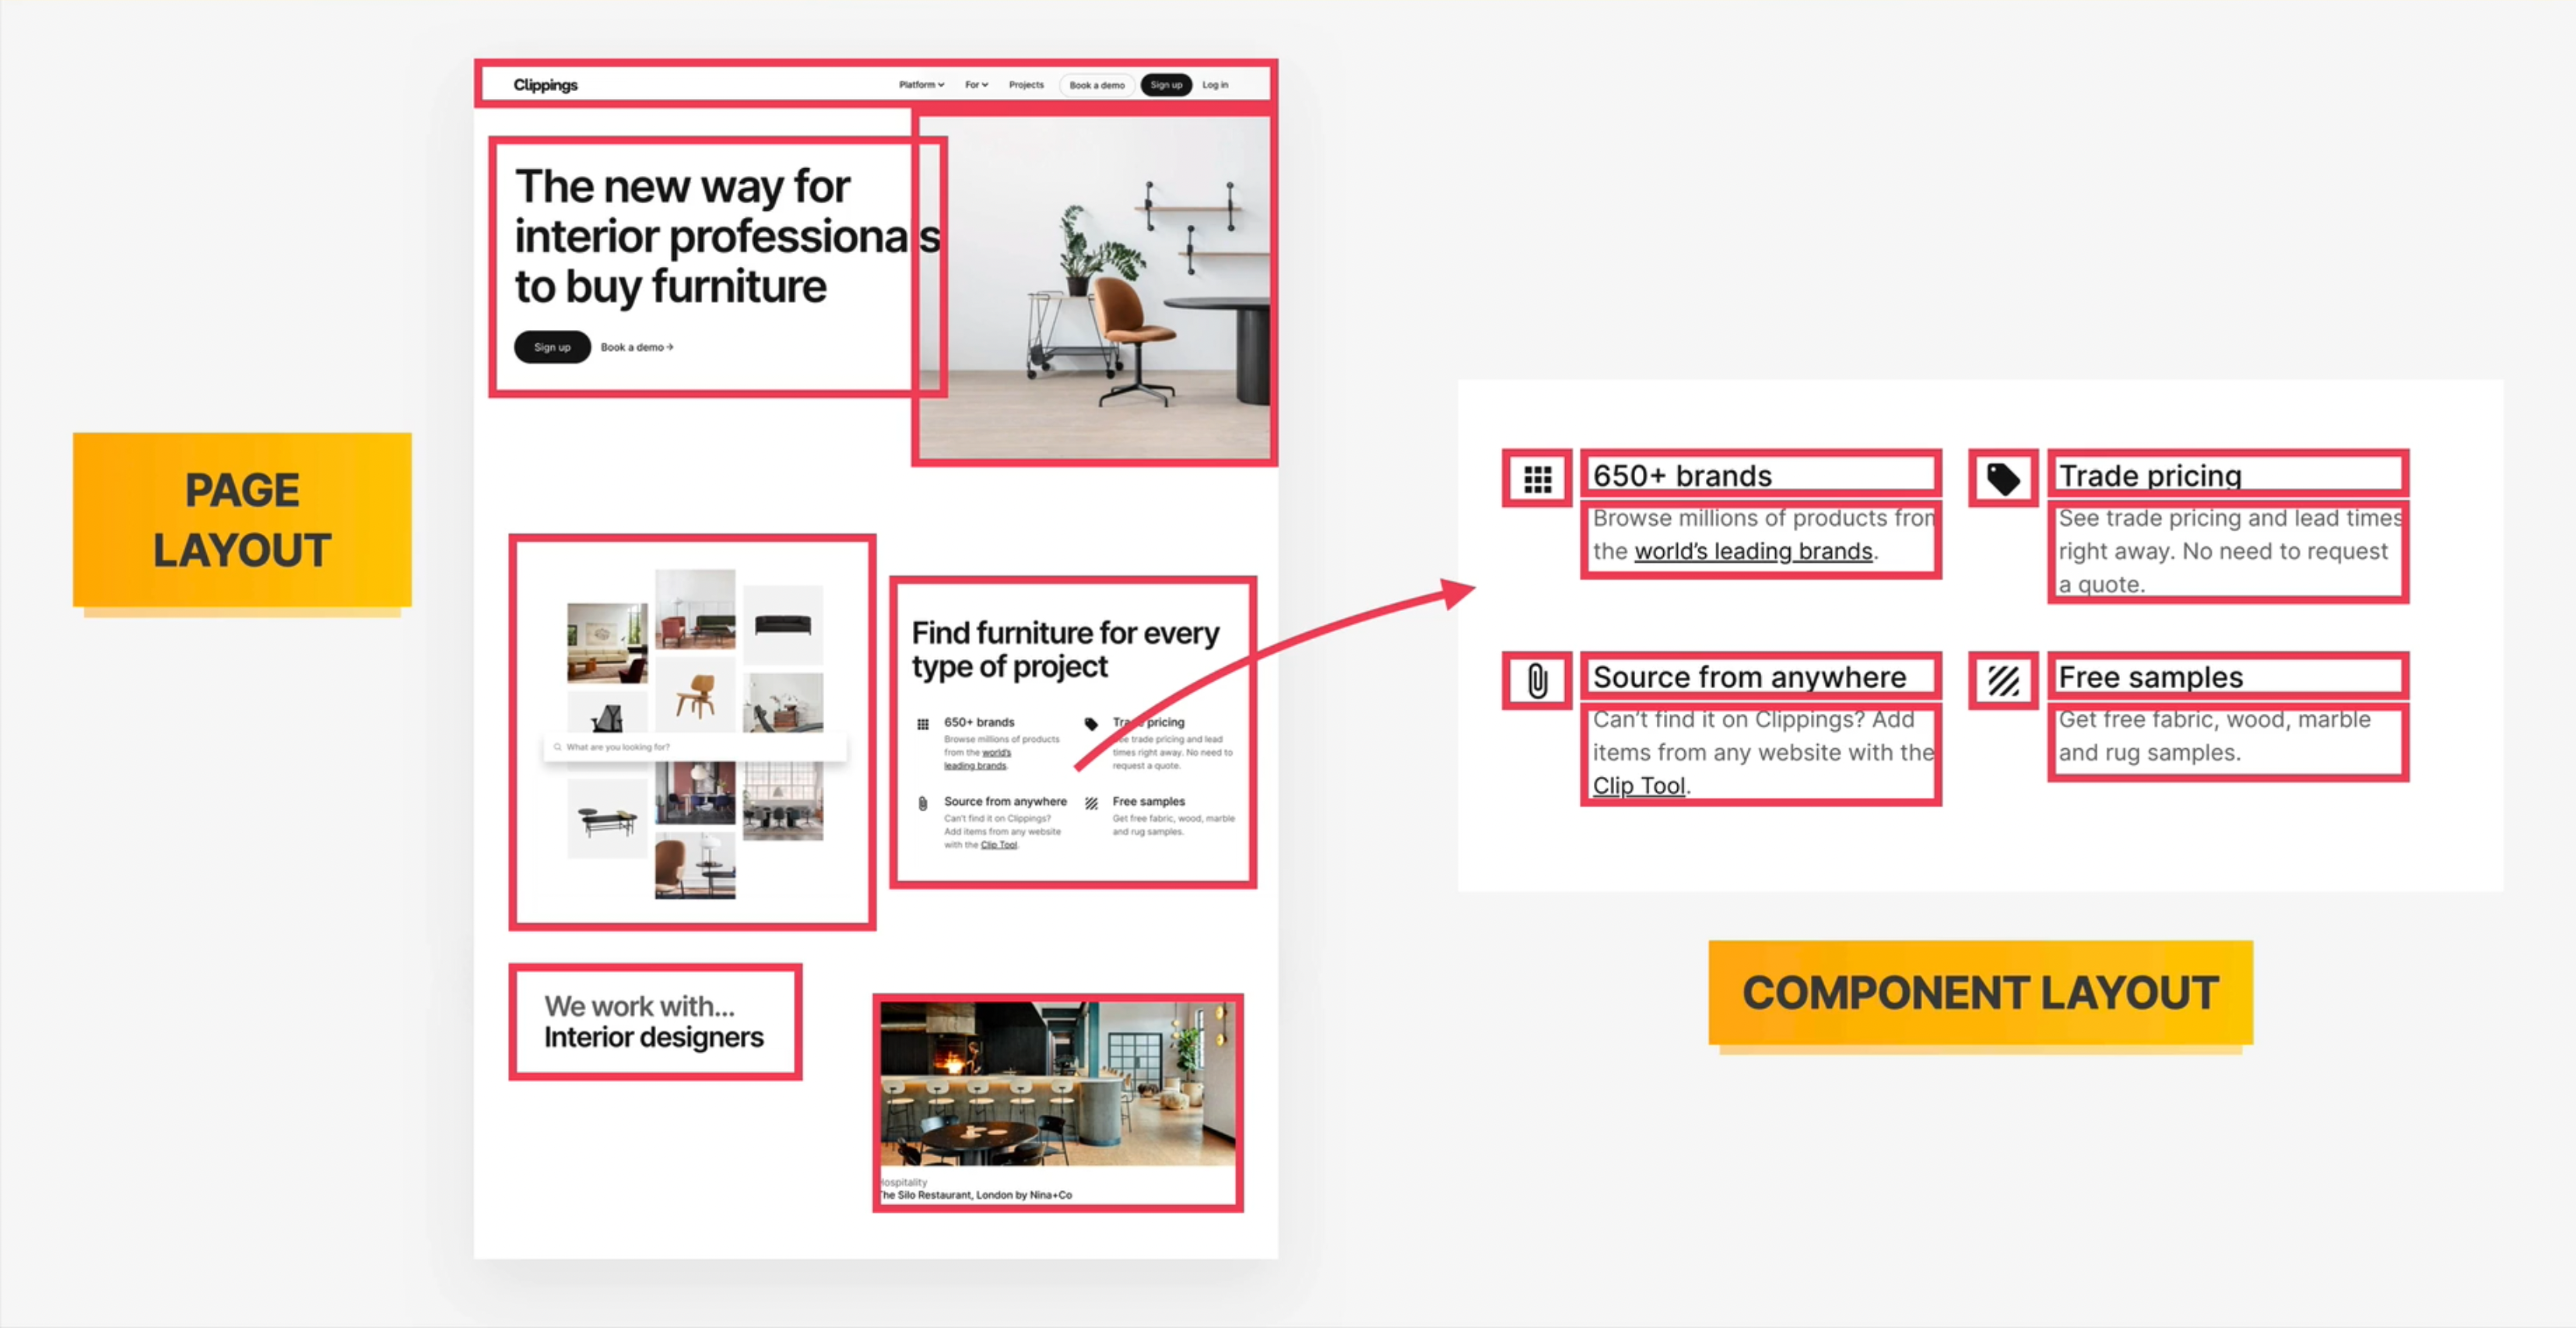 PAGE
LAYOUT
Clippings
Platform
For
Projects
Book a demo
Sign up
Log in
The new way for
interior professionals
to buy furniture
Sign up
Book a demo →
What are you looking for?
Find furniture for every
type of project
650+ brands
Browse millions of products
from the world's
leading brands.
Trade pricing
See trade pricing and lead
times right away. No need to
request a quote.
Source from anywhere
Can't find it on Clippings?
Add items from any website
with the Clip Tool.
Free samples
Get free fabric, wood, marble
and rug samples.
We work with...
Interior designers
Hospitality
The Silo Restaurant, London by Nina+Co
650+ brands
Browse millions of products from
the world's leading brands.
Trade pricing
See trade pricing and lead times
right away. No need to request
a quote.
Source from anywhere
Can't find it on Clippings? Add
items from any website with the
Clip Tool.
Free samples
Get free fabric, wood, marble
and rug samples.
COMPONENT LAYOUT